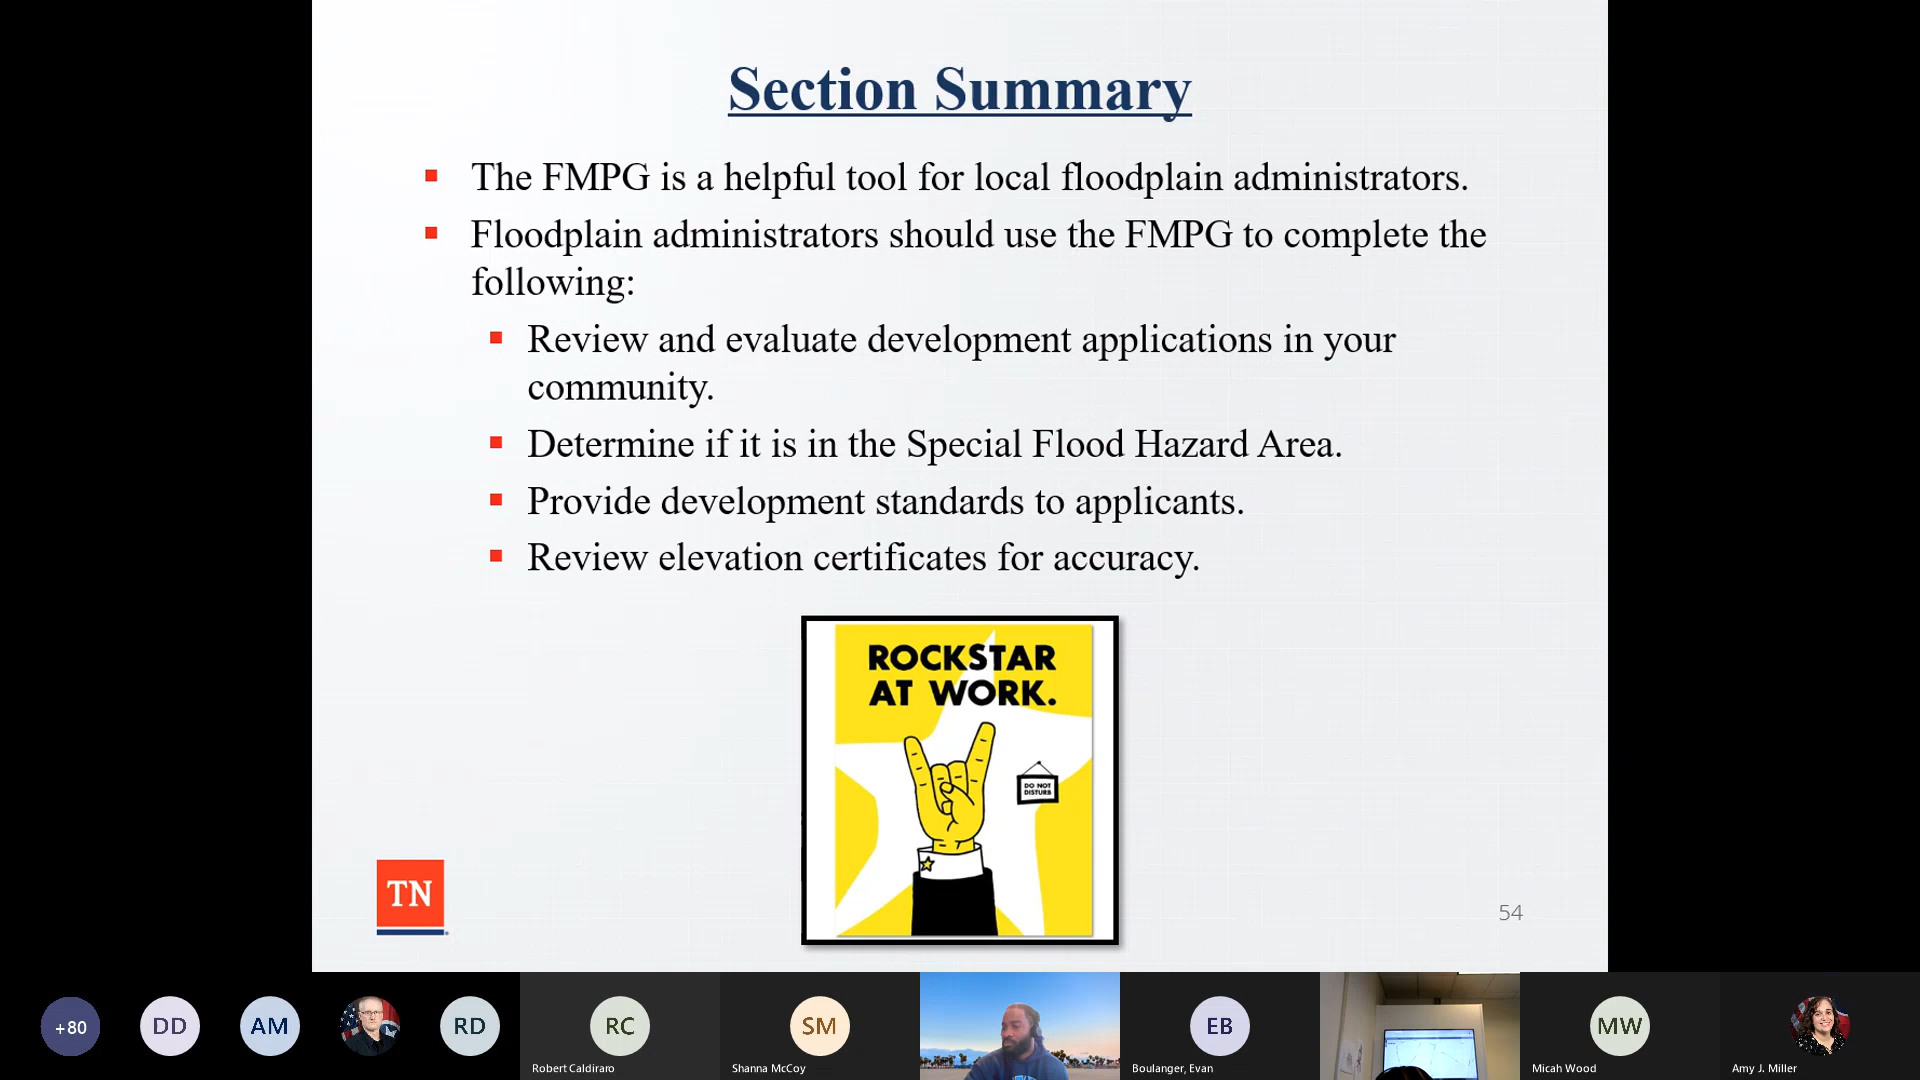 Section Summary
The FMPG is a helpful tool for local floodplain administrators.
Floodplain administrators should use the FMPG to complete the
following:
Review and evaluate development applications in your
community.
Determine if it is in the Special Flood Hazard Area.
Provide development standards to applicants.
Review elevation certificates for accuracy.
ROCKSTAR
AT WORK.
DO NOT
DISTURB
TN
54
+80
DD
AM
RD
RC
Robert Caldiraro
SM
Shanna McCoy
EB
Boulanger, Evan
MW
Micah Wood
Amy J. Miller